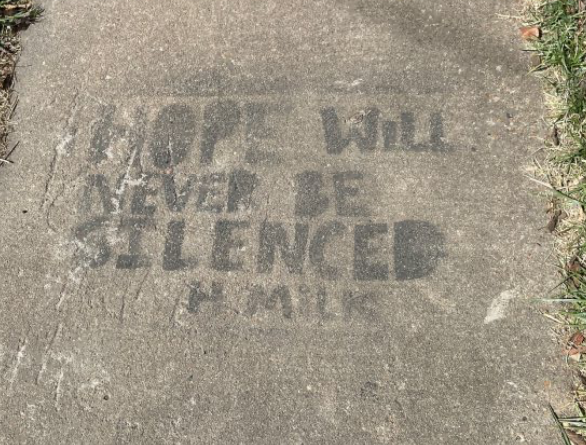 HOPE WiLL
NEVER BE
SILENCED
H. MiLK